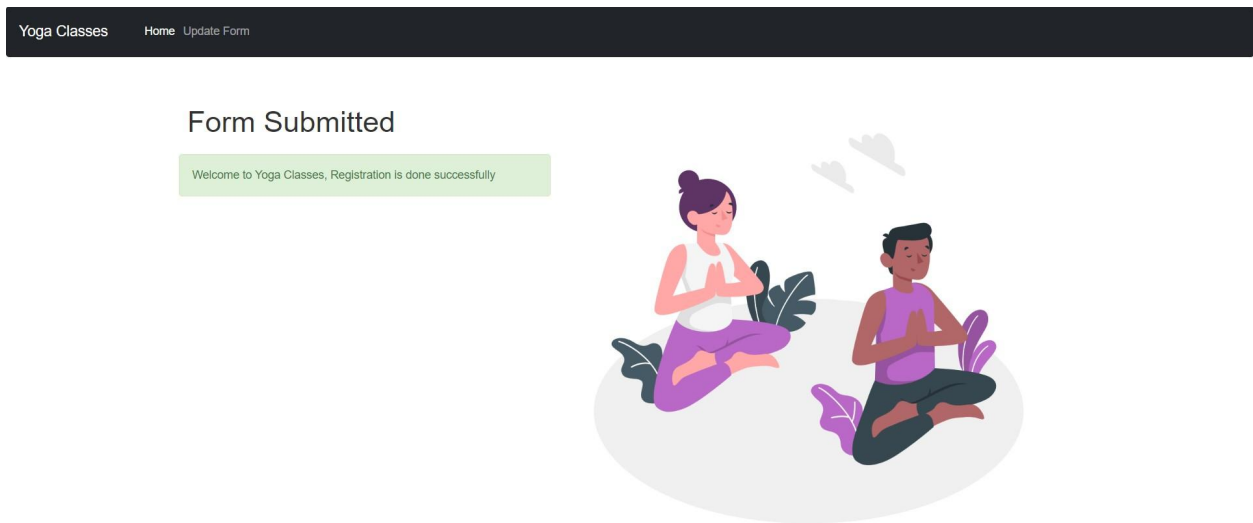 Yoga Classes Home Update Form
Form Submitted
Welcome to Yoga Classes, Registration is done successfully